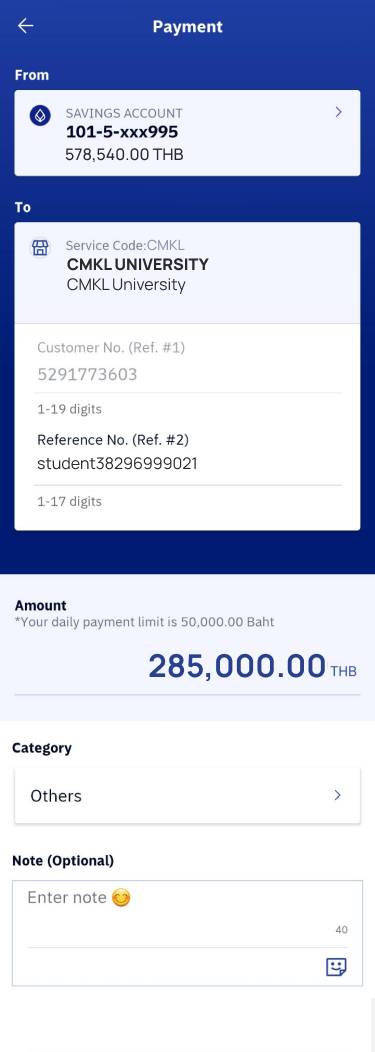 Payment
From
SAVINGS ACCOUNT
101-5-xxx995
578,540.00 THB
To
Service Code:CMKL
CMKL UNIVERSITY
CMKL University
Customer No. (Ref. #1)
5291773603
1-19 digits
Reference No. (Ref. #2)
student38296999021
1-17 digits
Amount
*Your daily payment limit is 50,000.00 Baht
285,000.00 THB
Category
Others
Note (Optional)
Enter note 😊
40